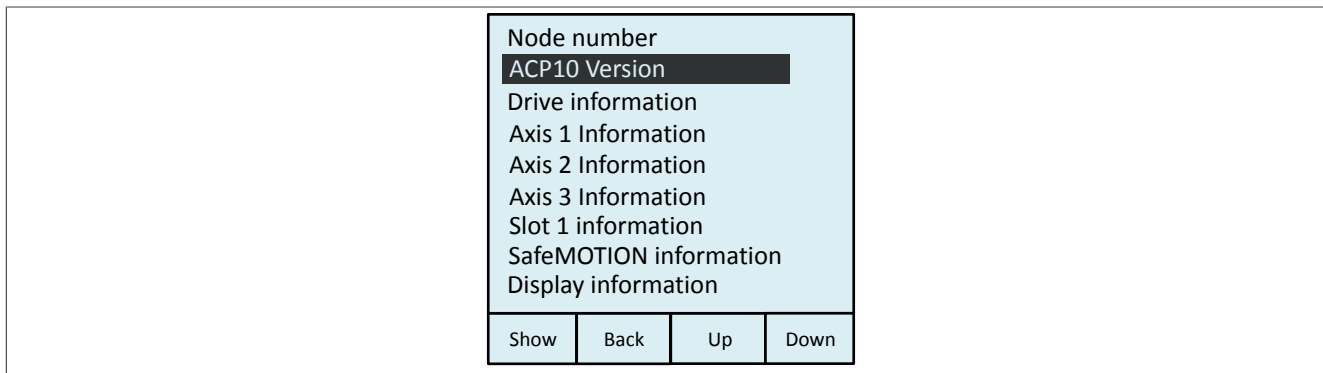 Node number
ACP10 Version
Drive information
Axis 1 Information
Axis 2 Information
Axis 3 Information
Slot 1 information
SafeMOTION information
Display information
Show Back Up Down